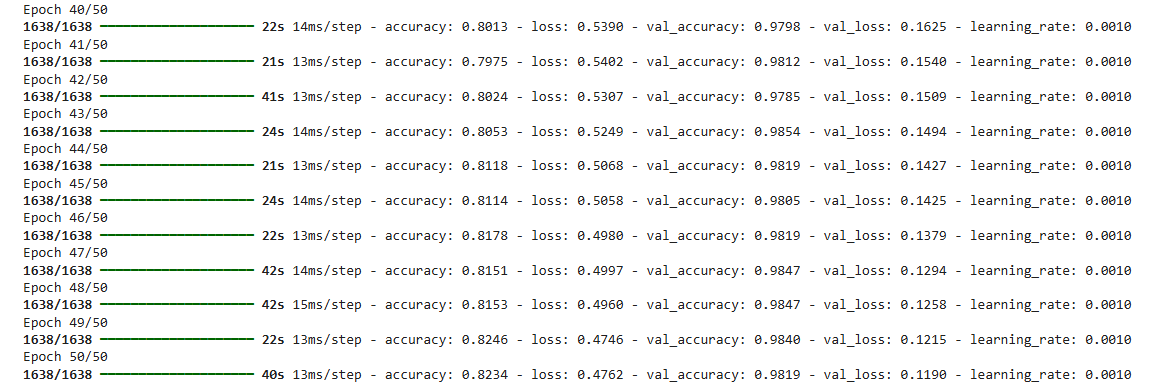 Epoch 40/50
1638/1638 ━━━━━━━━━━━━━━━━━━━━ 22s 14ms/step - accuracy: 0.8013 - loss: 0.5390 - val_accuracy: 0.9798 - val_loss: 0.1625 - learning_rate: 0.0010
Epoch 41/50
1638/1638 ━━━━━━━━━━━━━━━━━━━━ 21s 13ms/step - accuracy: 0.7975 - loss: 0.5402 - val_accuracy: 0.9812 - val_loss: 0.1540 - learning_rate: 0.0010
Epoch 42/50
1638/1638 ━━━━━━━━━━━━━━━━━━━━ 41s 13ms/step - accuracy: 0.8024 - loss: 0.5307 - val_accuracy: 0.9785 - val_loss: 0.1509 - learning_rate: 0.0010
Epoch 43/50
1638/1638 ━━━━━━━━━━━━━━━━━━━━ 24s 14ms/step - accuracy: 0.8053 - loss: 0.5249 - val_accuracy: 0.9854 - val_loss: 0.1494 - learning_rate: 0.0010
Epoch 44/50
1638/1638 ━━━━━━━━━━━━━━━━━━━━ 21s 13ms/step - accuracy: 0.8118 - loss: 0.5068 - val_accuracy: 0.9819 - val_loss: 0.1427 - learning_rate: 0.0010
Epoch 45/50
1638/1638 ━━━━━━━━━━━━━━━━━━━━ 24s 14ms/step - accuracy: 0.8114 - loss: 0.5058 - val_accuracy: 0.9805 - val_loss: 0.1425 - learning_rate: 0.0010
Epoch 46/50
1638/1638 ━━━━━━━━━━━━━━━━━━━━ 22s 13ms/step - accuracy: 0.8178 - loss: 0.4980 - val_accuracy: 0.9819 - val_loss: 0.1379 - learning_rate: 0.0010
Epoch 47/50
1638/1638 ━━━━━━━━━━━━━━━━━━━━ 42s 14ms/step - accuracy: 0.8151 - loss: 0.4997 - val_accuracy: 0.9847 - val_loss: 0.1294 - learning_rate: 0.0010
Epoch 48/50
1638/1638 ━━━━━━━━━━━━━━━━━━━━ 42s 15ms/step - accuracy: 0.8153 - loss: 0.4960 - val_accuracy: 0.9847 - val_loss: 0.1258 - learning_rate: 0.0010
Epoch 49/50
1638/1638 ━━━━━━━━━━━━━━━━━━━━ 22s 13ms/step - accuracy: 0.8246 - loss: 0.4746 - val_accuracy: 0.9840 - val_loss: 0.1215 - learning_rate: 0.0010
Epoch 50/50
1638/1638 ━━━━━━━━━━━━━━━━━━━━ 40s 13ms/step - accuracy: 0.8234 - loss: 0.4762 - val_accuracy: 0.9819 - val_loss: 0.1190 - learning_rate: 0.0010